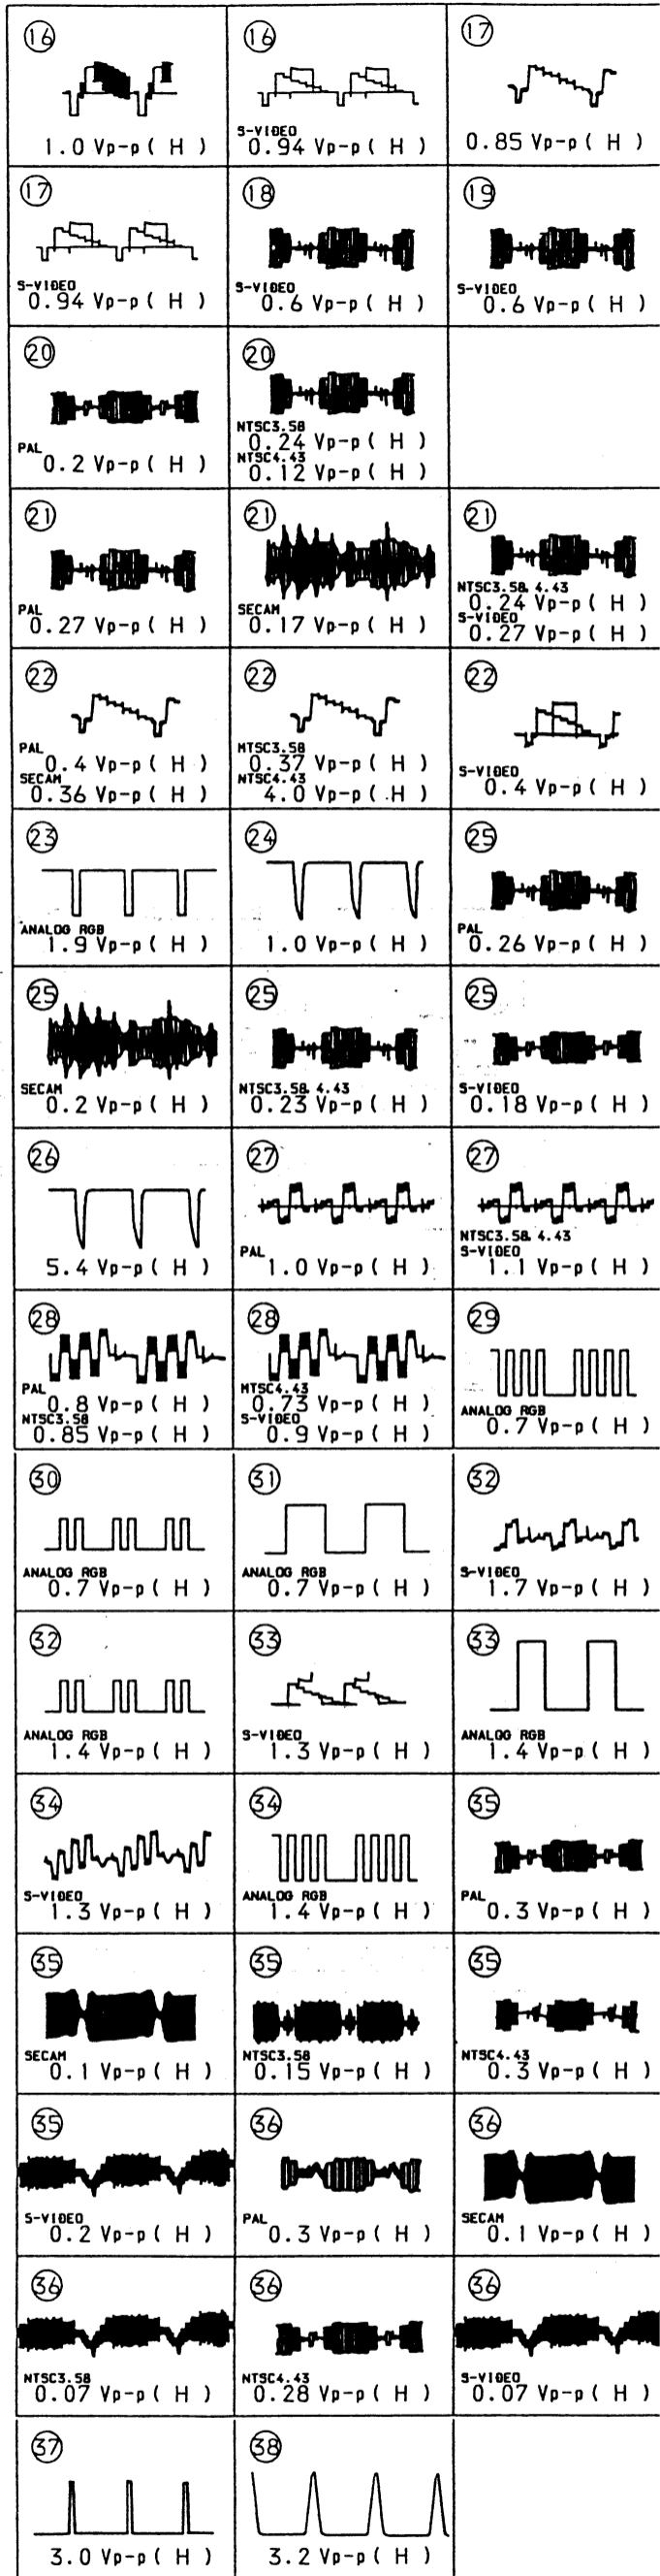 16
1.0 Vp-p ( H )
16
S-VIDEO
0.94 Vp-p ( H )
17
0.85 Vp-p ( H )
17
S-VIDEO
0.94 Vp-p ( H )
18
S-VIDEO
0.6 Vp-p ( H )
19
S-VIDEO
0.6 Vp-p ( H )
20
PAL
0.2 Vp-p ( H )
20
NTSC3.58
0.24 Vp-p ( H )
NTSC4.43
0.12 Vp-p ( H )
21
PAL
0.27 Vp-p ( H )
21
SECAM
0.17 Vp-p ( H )
21
NTSC3.58&4.43
0.24 Vp-p ( H )
S-VIDEO
0.27 Vp-p ( H )
22
PAL
0.4 Vp-p ( H )
SECAM
0.36 Vp-p ( H )
22
MTSC3.58
0.37 Vp-p ( H )
NTSC4.43
4.0 Vp-p ( H )
22
S-VIDEO
0.4 Vp-p ( H )
23
ANALOG RGB
1.9 Vp-p ( H )
24
1.0 Vp-p ( H )
25
PAL
0.26 Vp-p ( H )
25
SECAM
0.2 Vp-p ( H )
25
NTSC3.58&4.43
0.23 Vp-p ( H )
25
S-VIDEO
0.18 Vp-p ( H )
26
5.4 Vp-p ( H )
27
PAL
1.0 Vp-p ( H )
27
NTSC3.58&4.43
S-VIDEO
1.1 Vp-p ( H )
28
PAL
0.8 Vp-p ( H )
NTSC3.58
0.85 Vp-p ( H )
28
MTSC4.43
0.73 Vp-p ( H )
S-VIDEO
0.9 Vp-p ( H )
29
ANALOG RGB
0.7 Vp-p ( H )
30
ANALOG RGB
0.7 Vp-p ( H )
31
ANALOG RGB
0.7 Vp-p ( H )
32
S-VIDEO
1.7 Vp-p ( H )
32
ANALOG RGB
1.4 Vp-p ( H )
33
S-VIDEO
1.3 Vp-p ( H )
33
ANALOG RGB
1.4 Vp-p ( H )
34
S-VIDEO
1.3 Vp-p ( H )
34
ANALOG RGB
1.4 Vp-p ( H )
35
PAL
0.3 Vp-p ( H )
35
SECAM
0.1 Vp-p ( H )
35
NTSC3.58
0.15 Vp-p ( H )
35
NTSC4.43
0.3 Vp-p ( H )
35
S-VIDEO
0.2 Vp-p ( H )
36
PAL
0.3 Vp-p ( H )
36
SECAM
0.1 Vp-p ( H )
36
NTSC3.58
0.07 Vp-p ( H )
36
NTSC4.43
0.28 Vp-p ( H )
36
S-VIDEO
0.07 Vp-p ( H )
37
3.0 Vp-p ( H )
38
3.2 Vp-p ( H )